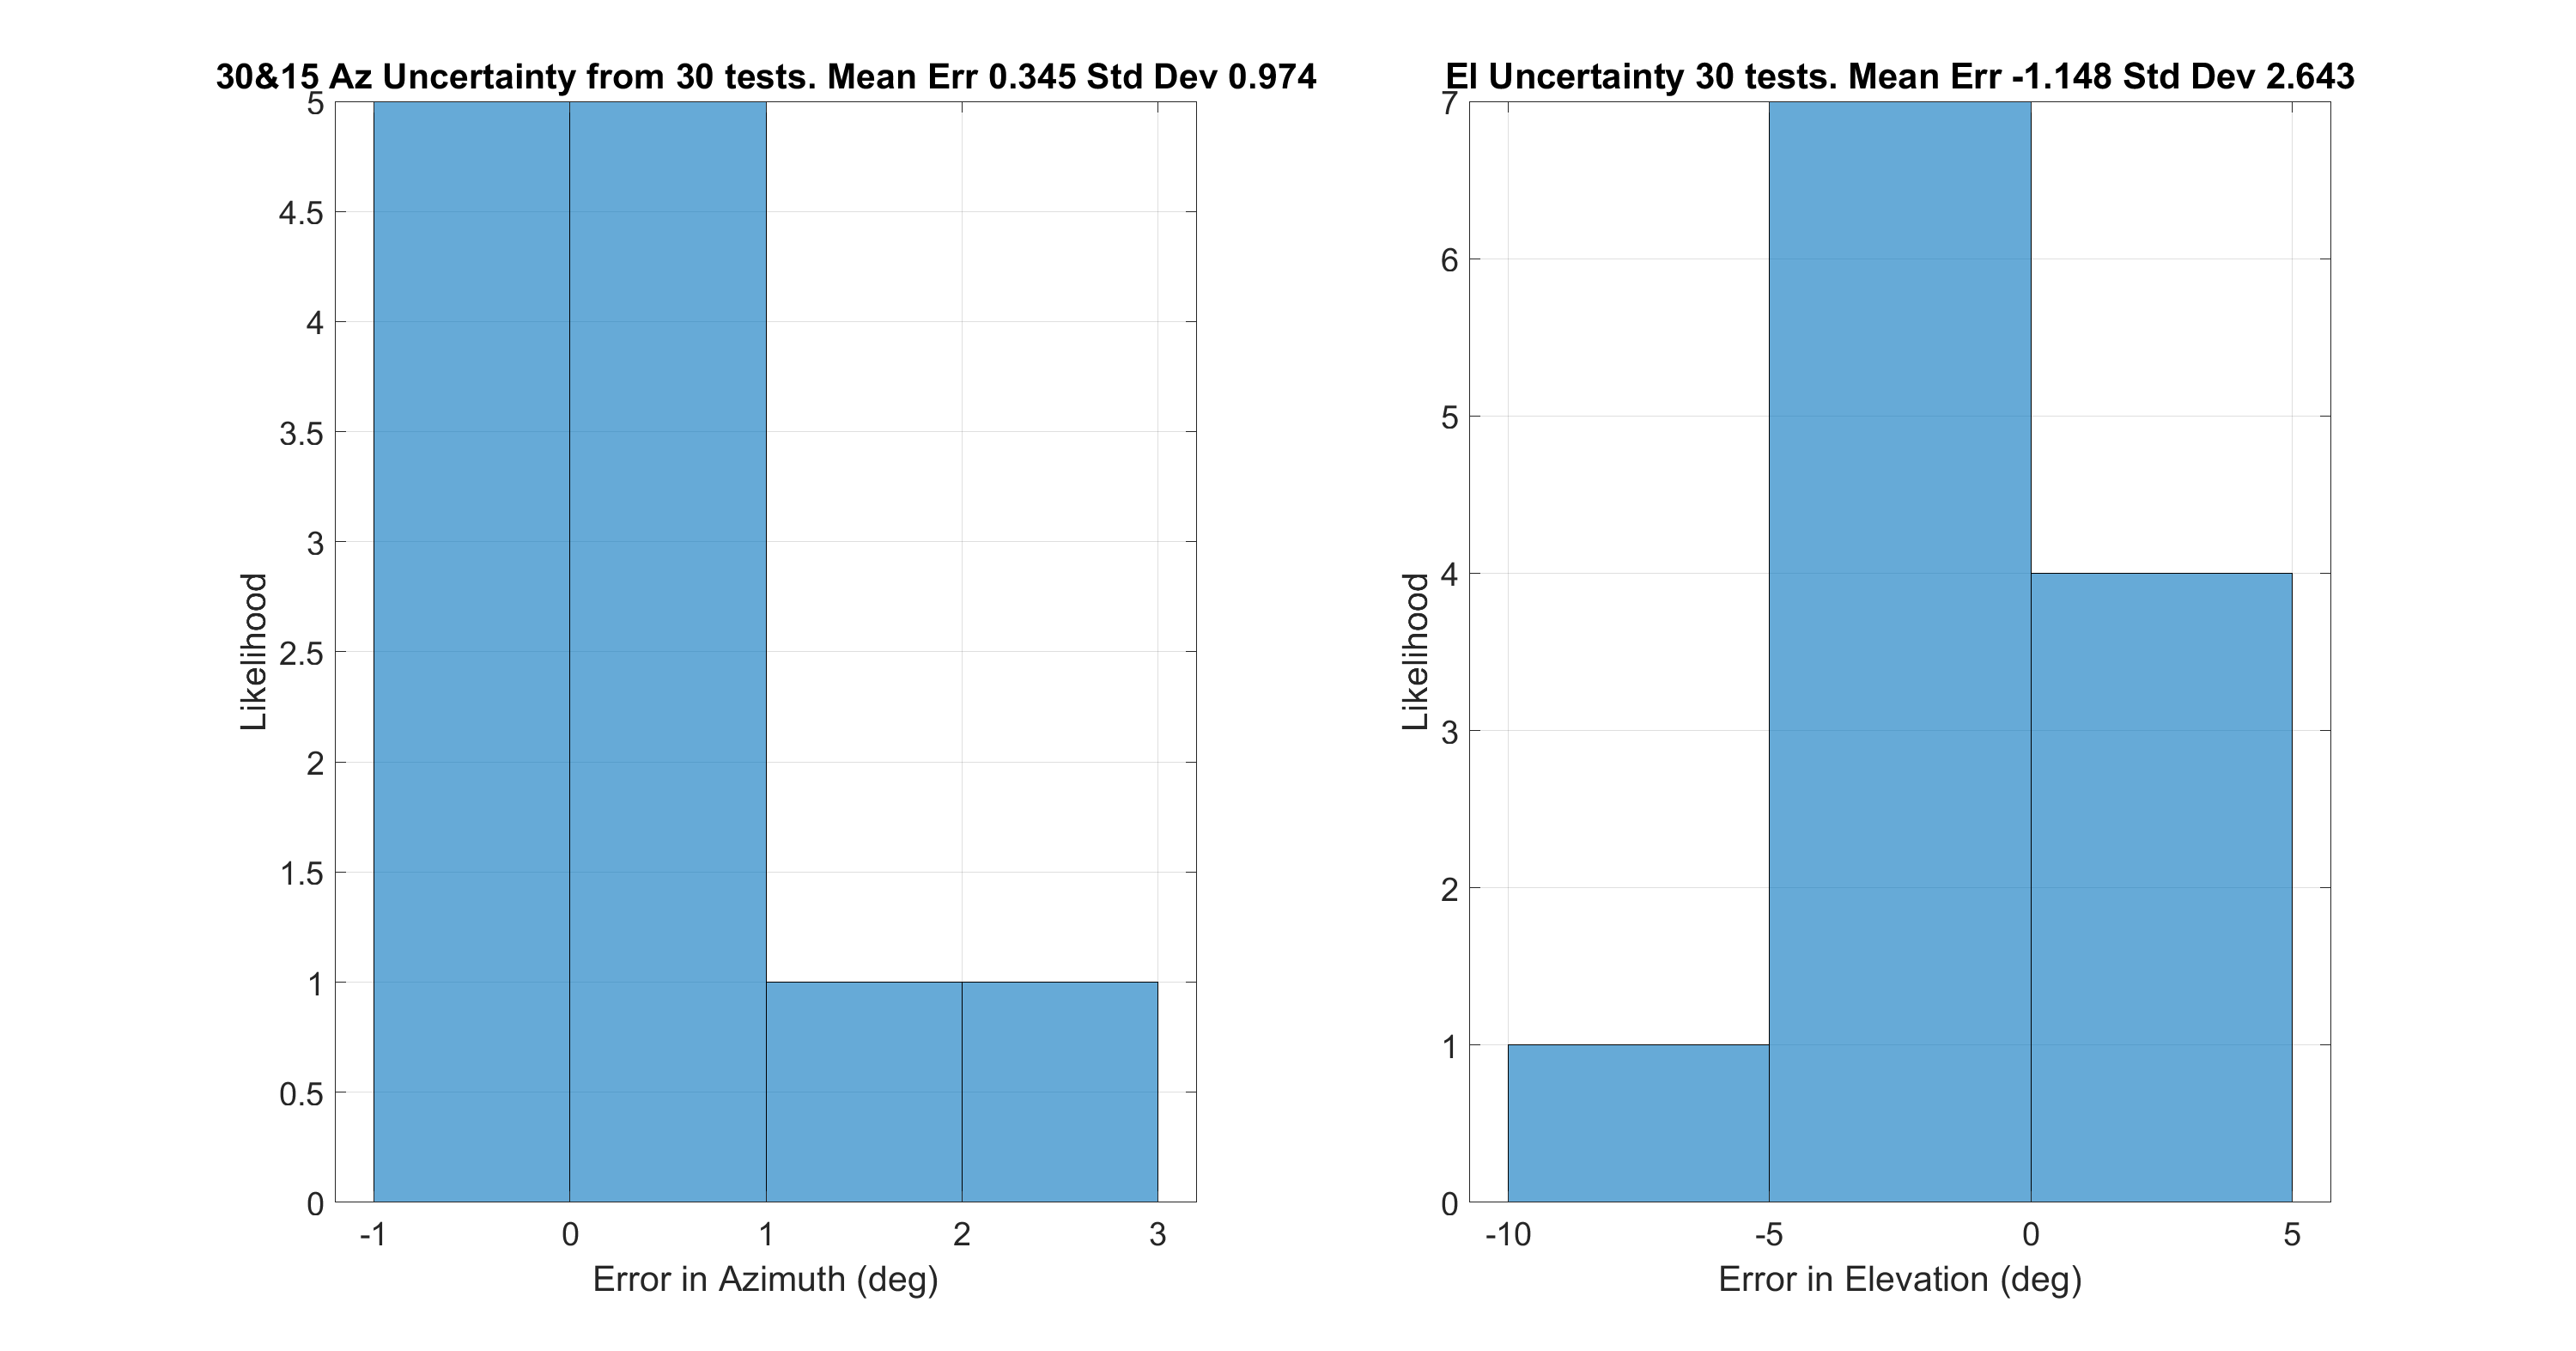 30&15 Az Uncertainty from 30 tests. Mean Err 0.345 Std Dev 0.974
5
4.5
4
3.5
3
2.5
2
1.5
1
0.5
0
Likelihood
-1 0 1 2 3
Error in Azimuth (deg)
El Uncertainty 30 tests. Mean Err -1.148 Std Dev 2.643
7
6
5
4
3
2
1
0
Likelihood
-10 -5 0 5
Error in Elevation (deg)